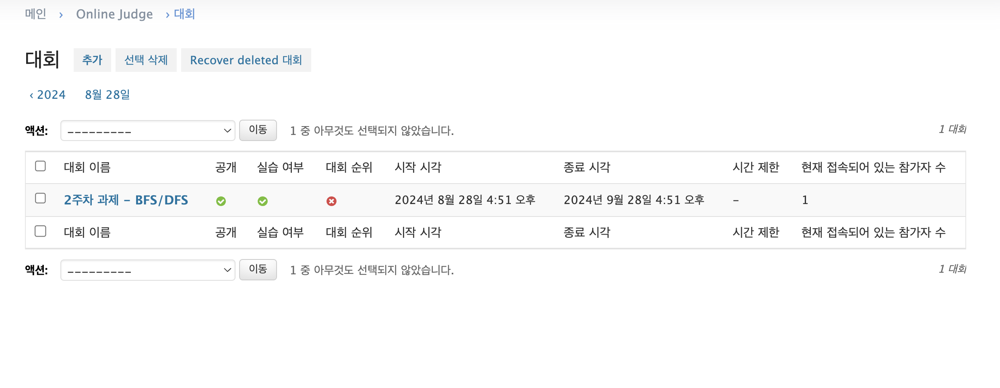 메인 › Online Judge › 대회
대회 추가 선택 삭제 Recover deleted 대회
‹ 2024 8월 28일
액션: --------- 이동 1 중 아무것도 선택되지 않았습니다. 1 대회
대회 이름 공개 실습 여부 대회 순위 시작 시각 종료 시각 시간 제한 현재 접속되어 있는 참가자 수
2주차 과제 - BFS/DFS 2024년 8월 28일 4:51 오후 2024년 9월 28일 4:51 오후 - 1
대회 이름 공개 실습 여부 대회 순위 시작 시각 종료 시각 시간 제한 현재 접속되어 있는 참가자 수
액션: --------- 이동 1 중 아무것도 선택되지 않았습니다. 1 대회